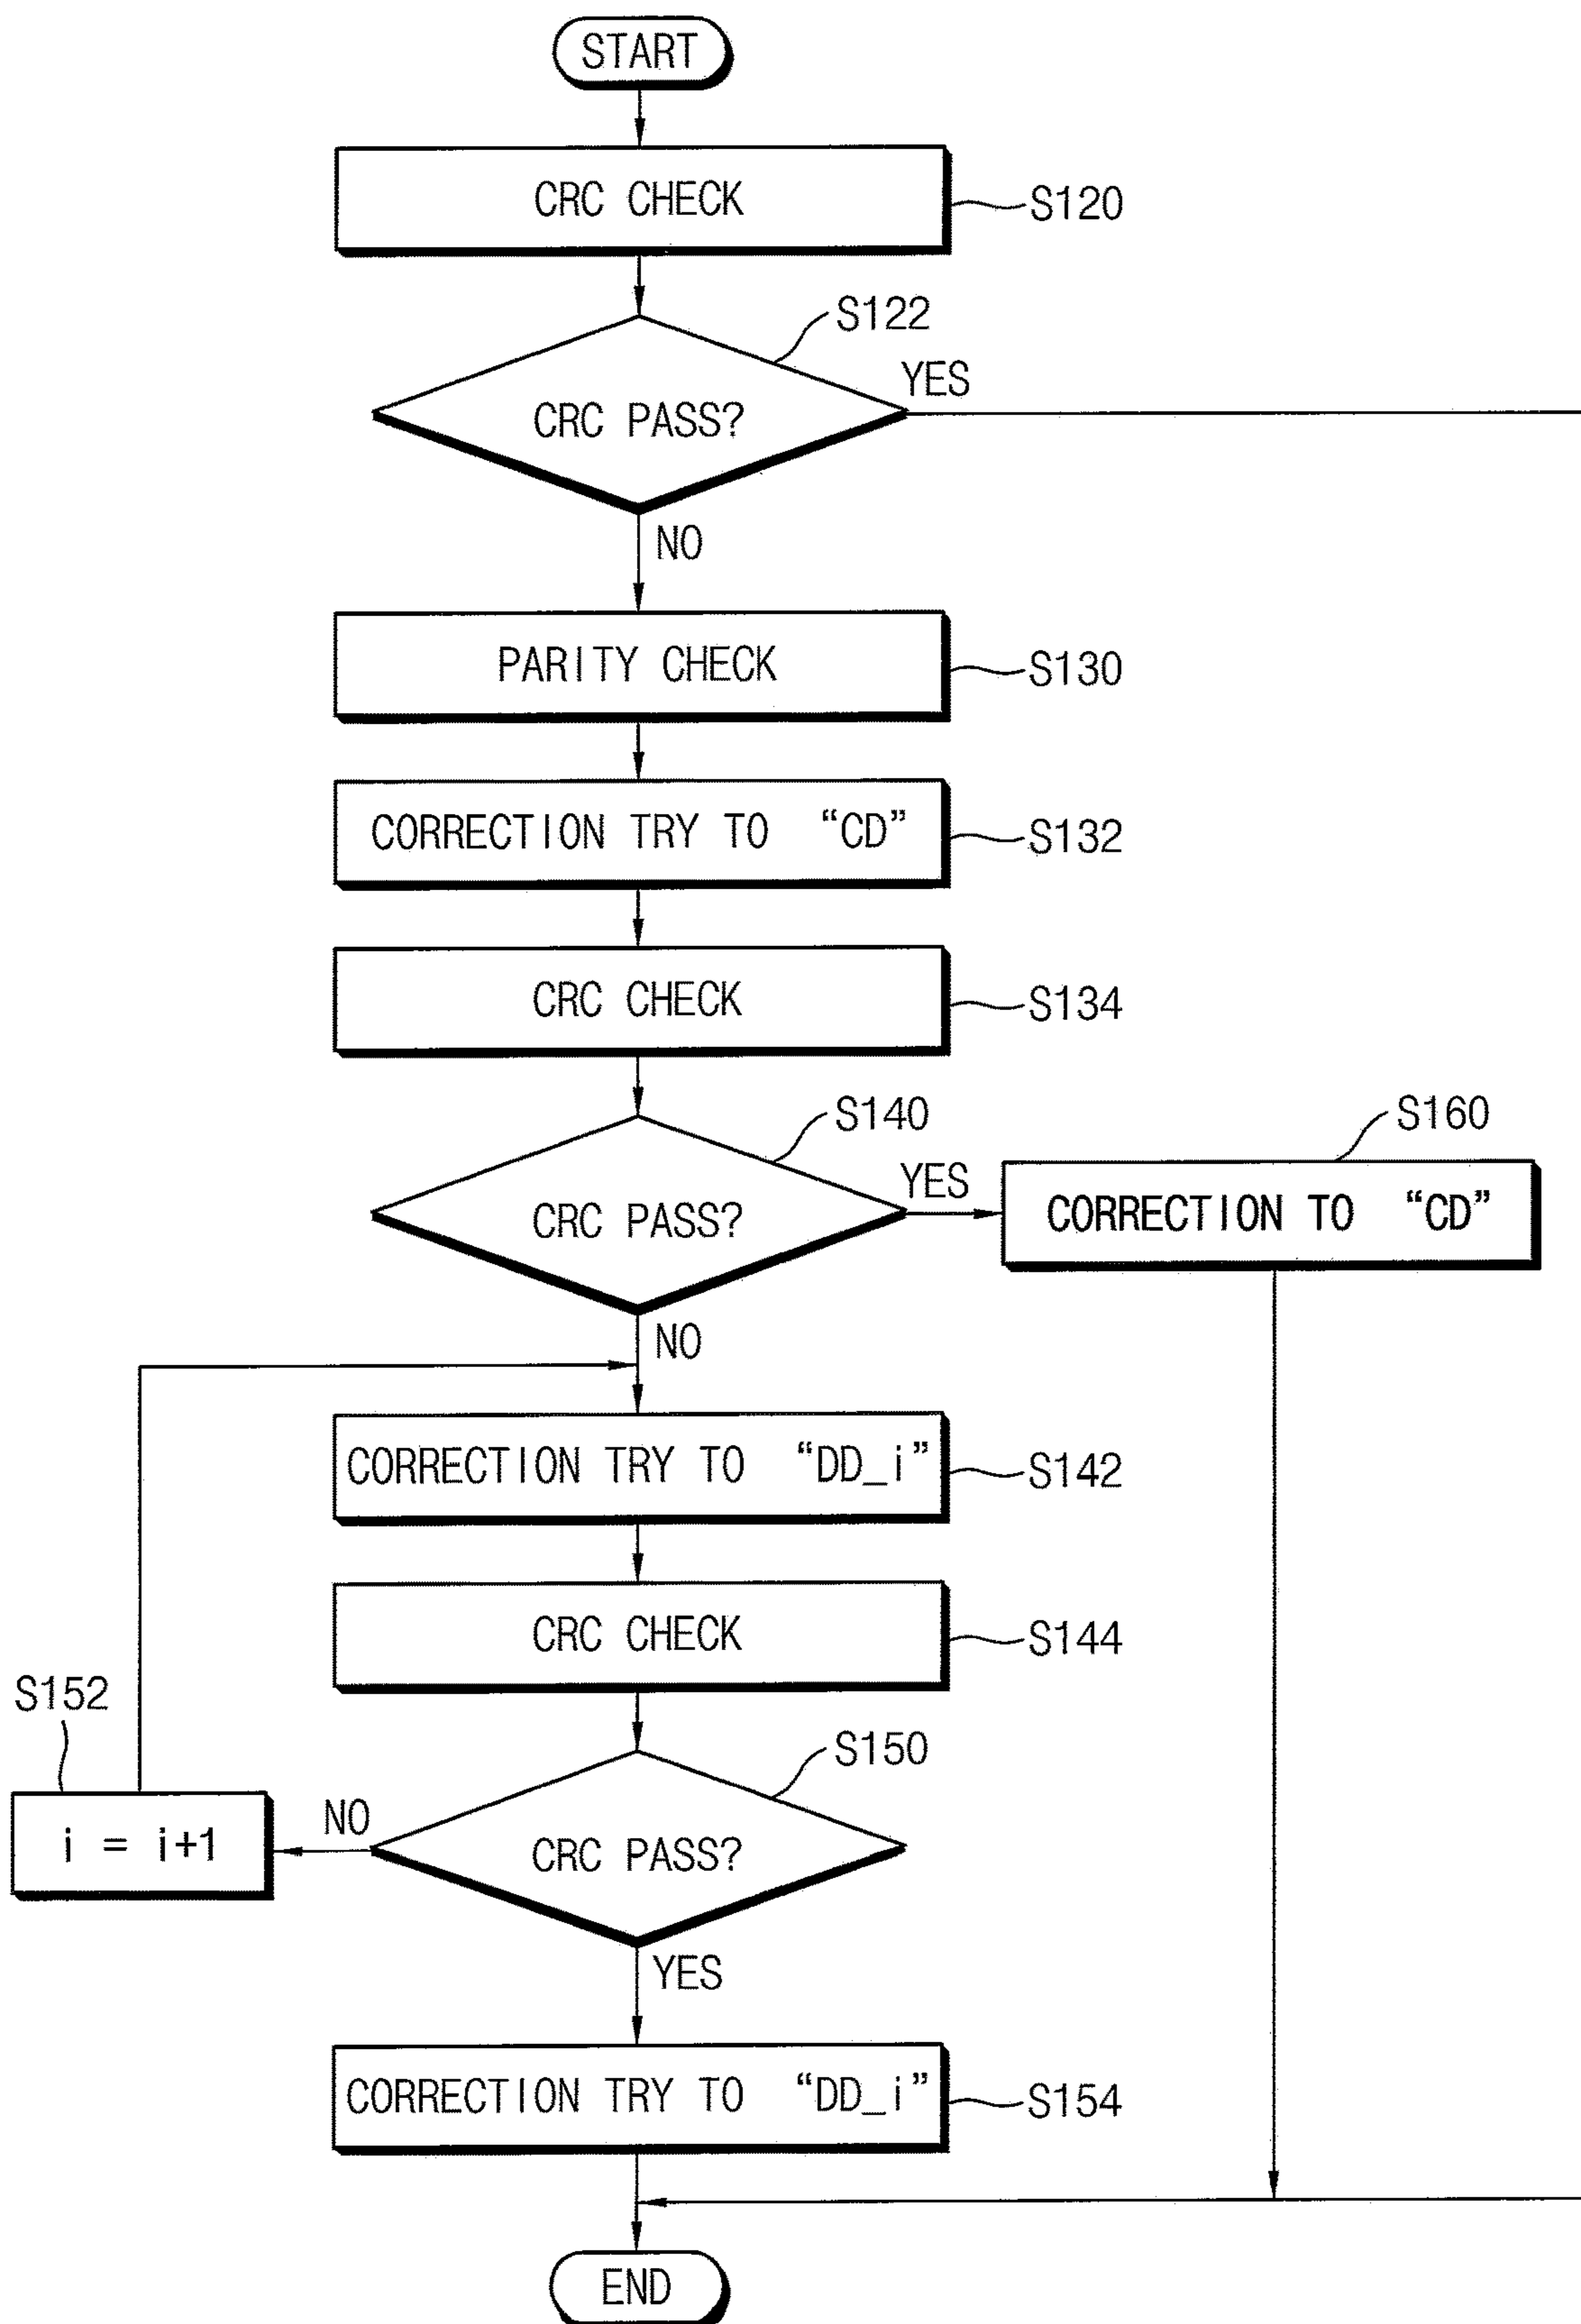 START
CRC CHECK
S120
S122
CRC PASS?
YES
NO
PARITY CHECK
S130
CORRECTION TRY TO “CD”
S132
CRC CHECK
S134
S140
CRC PASS?
YES
S160
CORRECTION TO “CD”
NO
CORRECTION TRY TO “DD_i”
S142
CRC CHECK
S144
S152
i = i+1
NO
S150
CRC PASS?
YES
CORRECTION TRY TO “DD_i”
S154
END